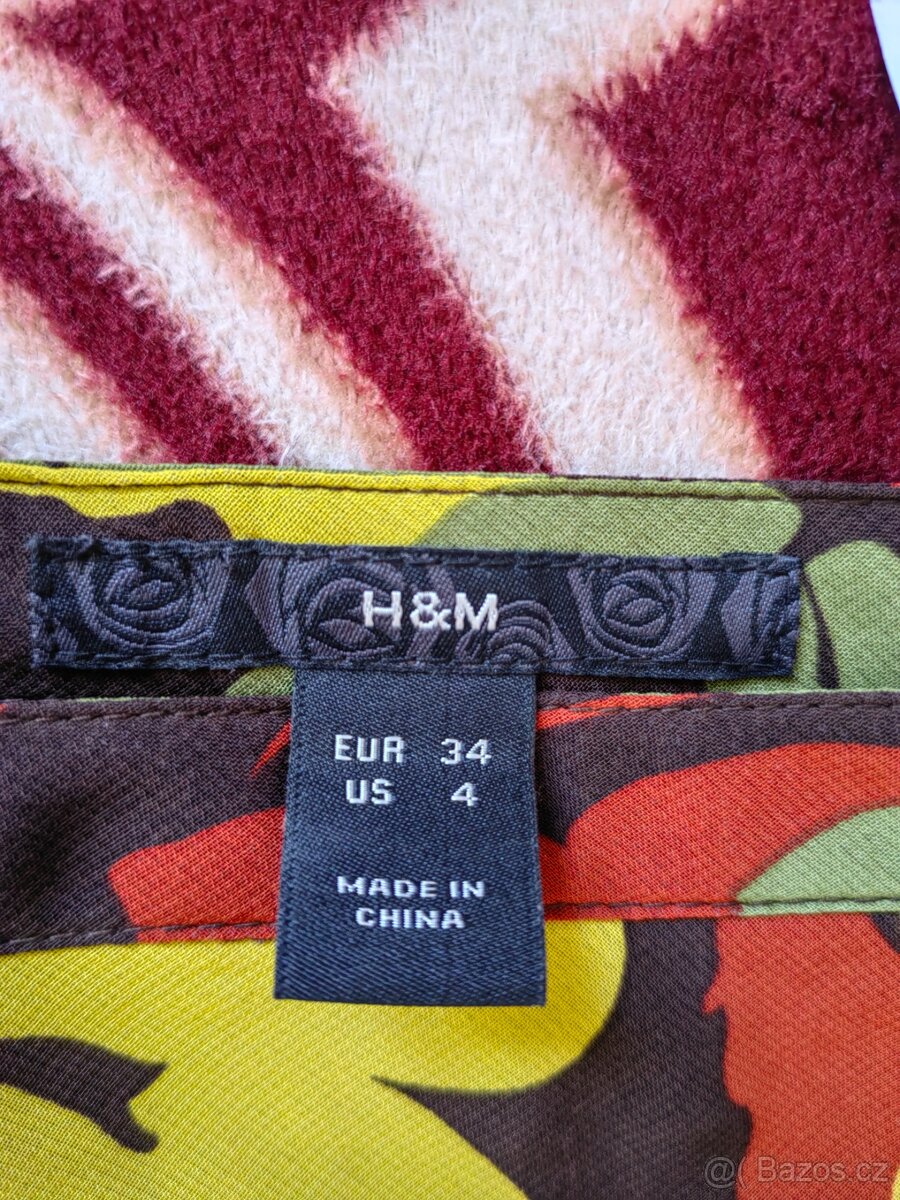 H&M
EUR 34
US 4
MADE IN
CHINA
@( Bazos.cz